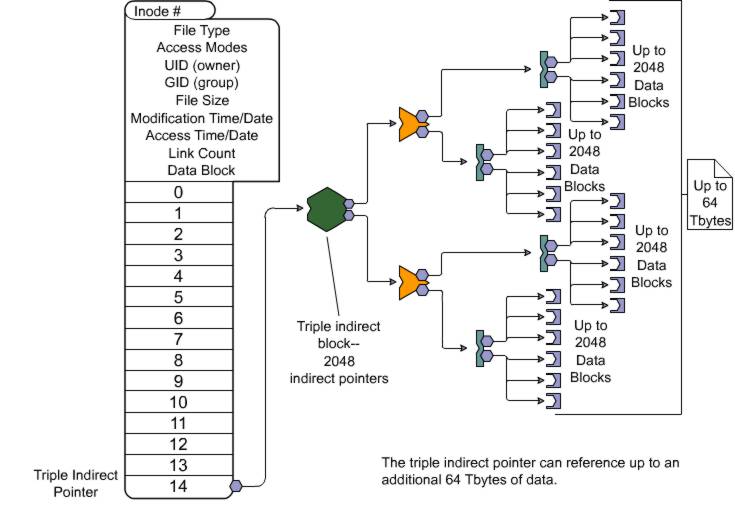 Inode #
File Type
Access Modes
UID (owner)
GID (group)
File Size
Modification Time/Date
Access Time/Date
Link Count
Data Block
0
1
2
3
4
5
6
7
8
9
10
11
12
13
14
Triple Indirect
Pointer
Triple indirect
block--
2048
indirect pointers
Up to
2048
Data
Blocks
Up to
2048
Data
Blocks
Up to
2048
Data
Blocks
Up to
2048
Data
Blocks
Up to
64
Tbytes
The triple indirect pointer can reference up to an
additional 64 Tbytes of data.